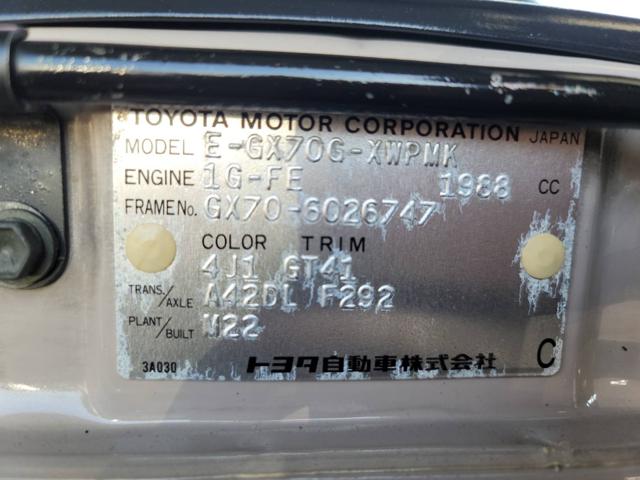 TOYOTA MOTOR CORPORATION JAPAN
MODEL E-GX70G-XWPMK
ENGINE 1G-FE 1988 CC
FRAME No. GX70-6026747
COLOR TRIM
4J1 GT41
TRANS./AXLE A42DL F292
PLANT/BUILT M22
3A030 トヨタ自動車株式会社 C